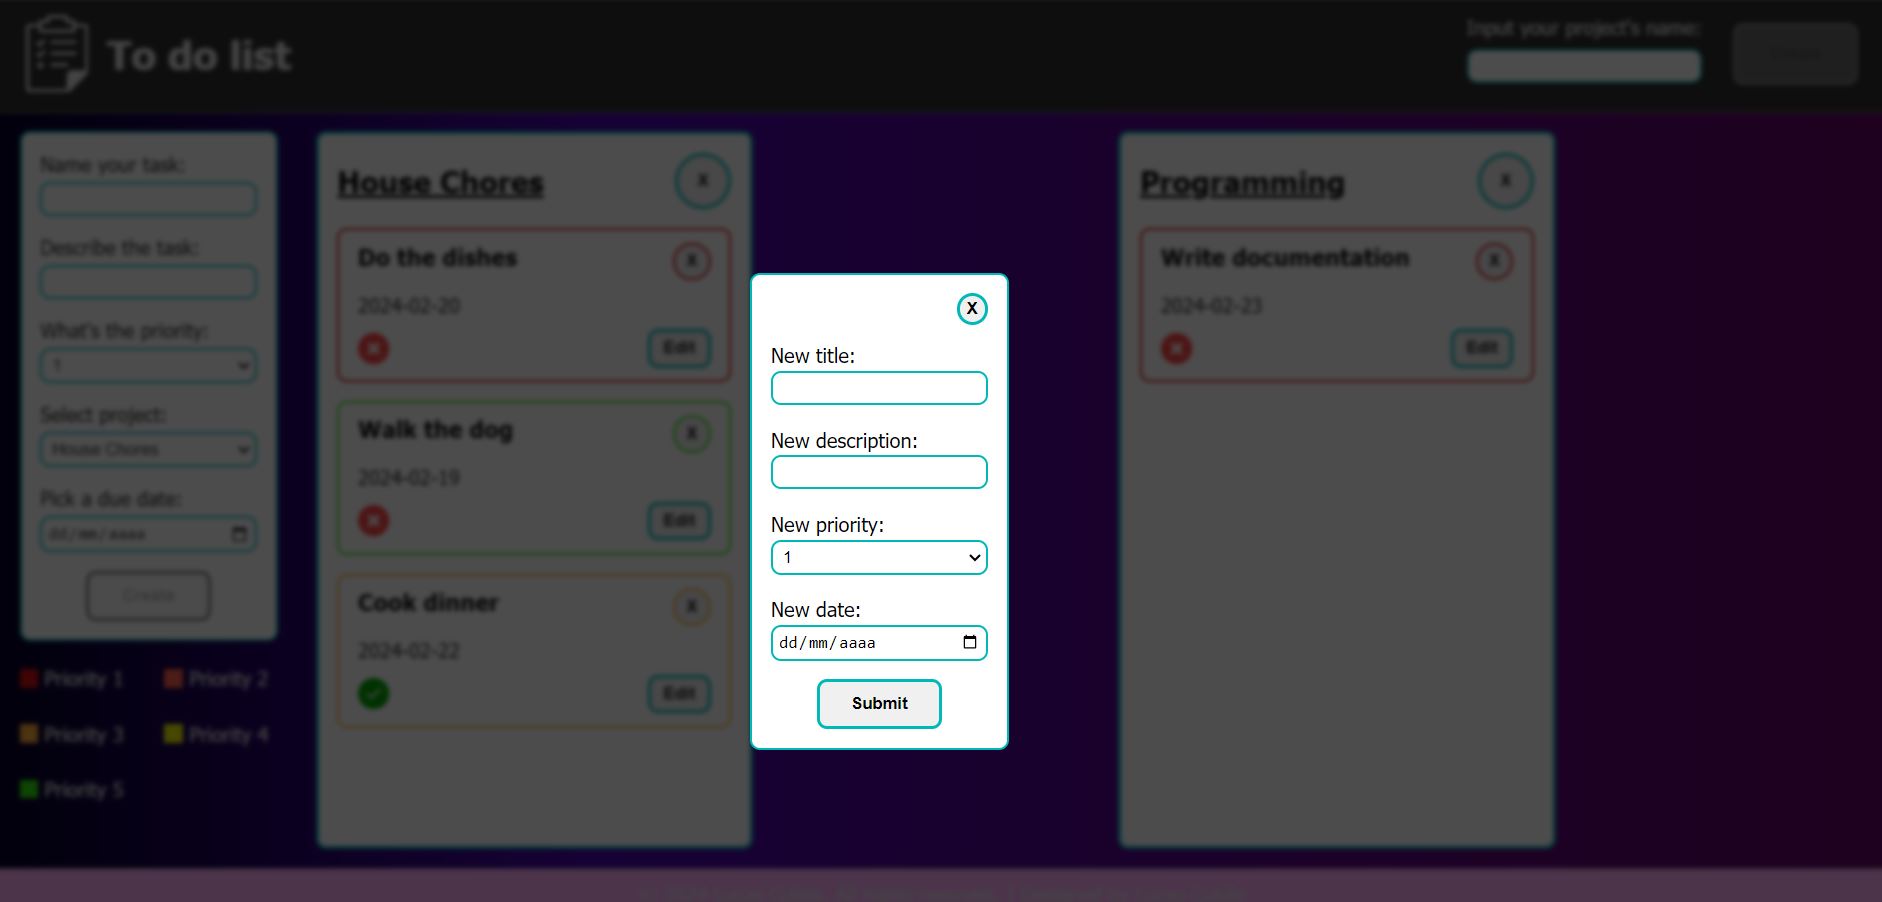 To do list
Input your project's name:
Name your task:
Describe the task:
What's the priority:
1
Select project:
House Chores
Pick a due date:
dd/mm/aaaa
Create
Priority 1
Priority 2
Priority 3
Priority 4
Priority 5
House Chores
X
Do the dishes
X
2024-02-20
Edit
Walk the dog
X
2024-02-19
Edit
Cook dinner
X
2024-02-22
Edit
X
New title:
New description:
New priority:
1
New date:
dd/mm/aaaa
Submit
Programming
X
Write documentation
X
2024-02-23
Edit